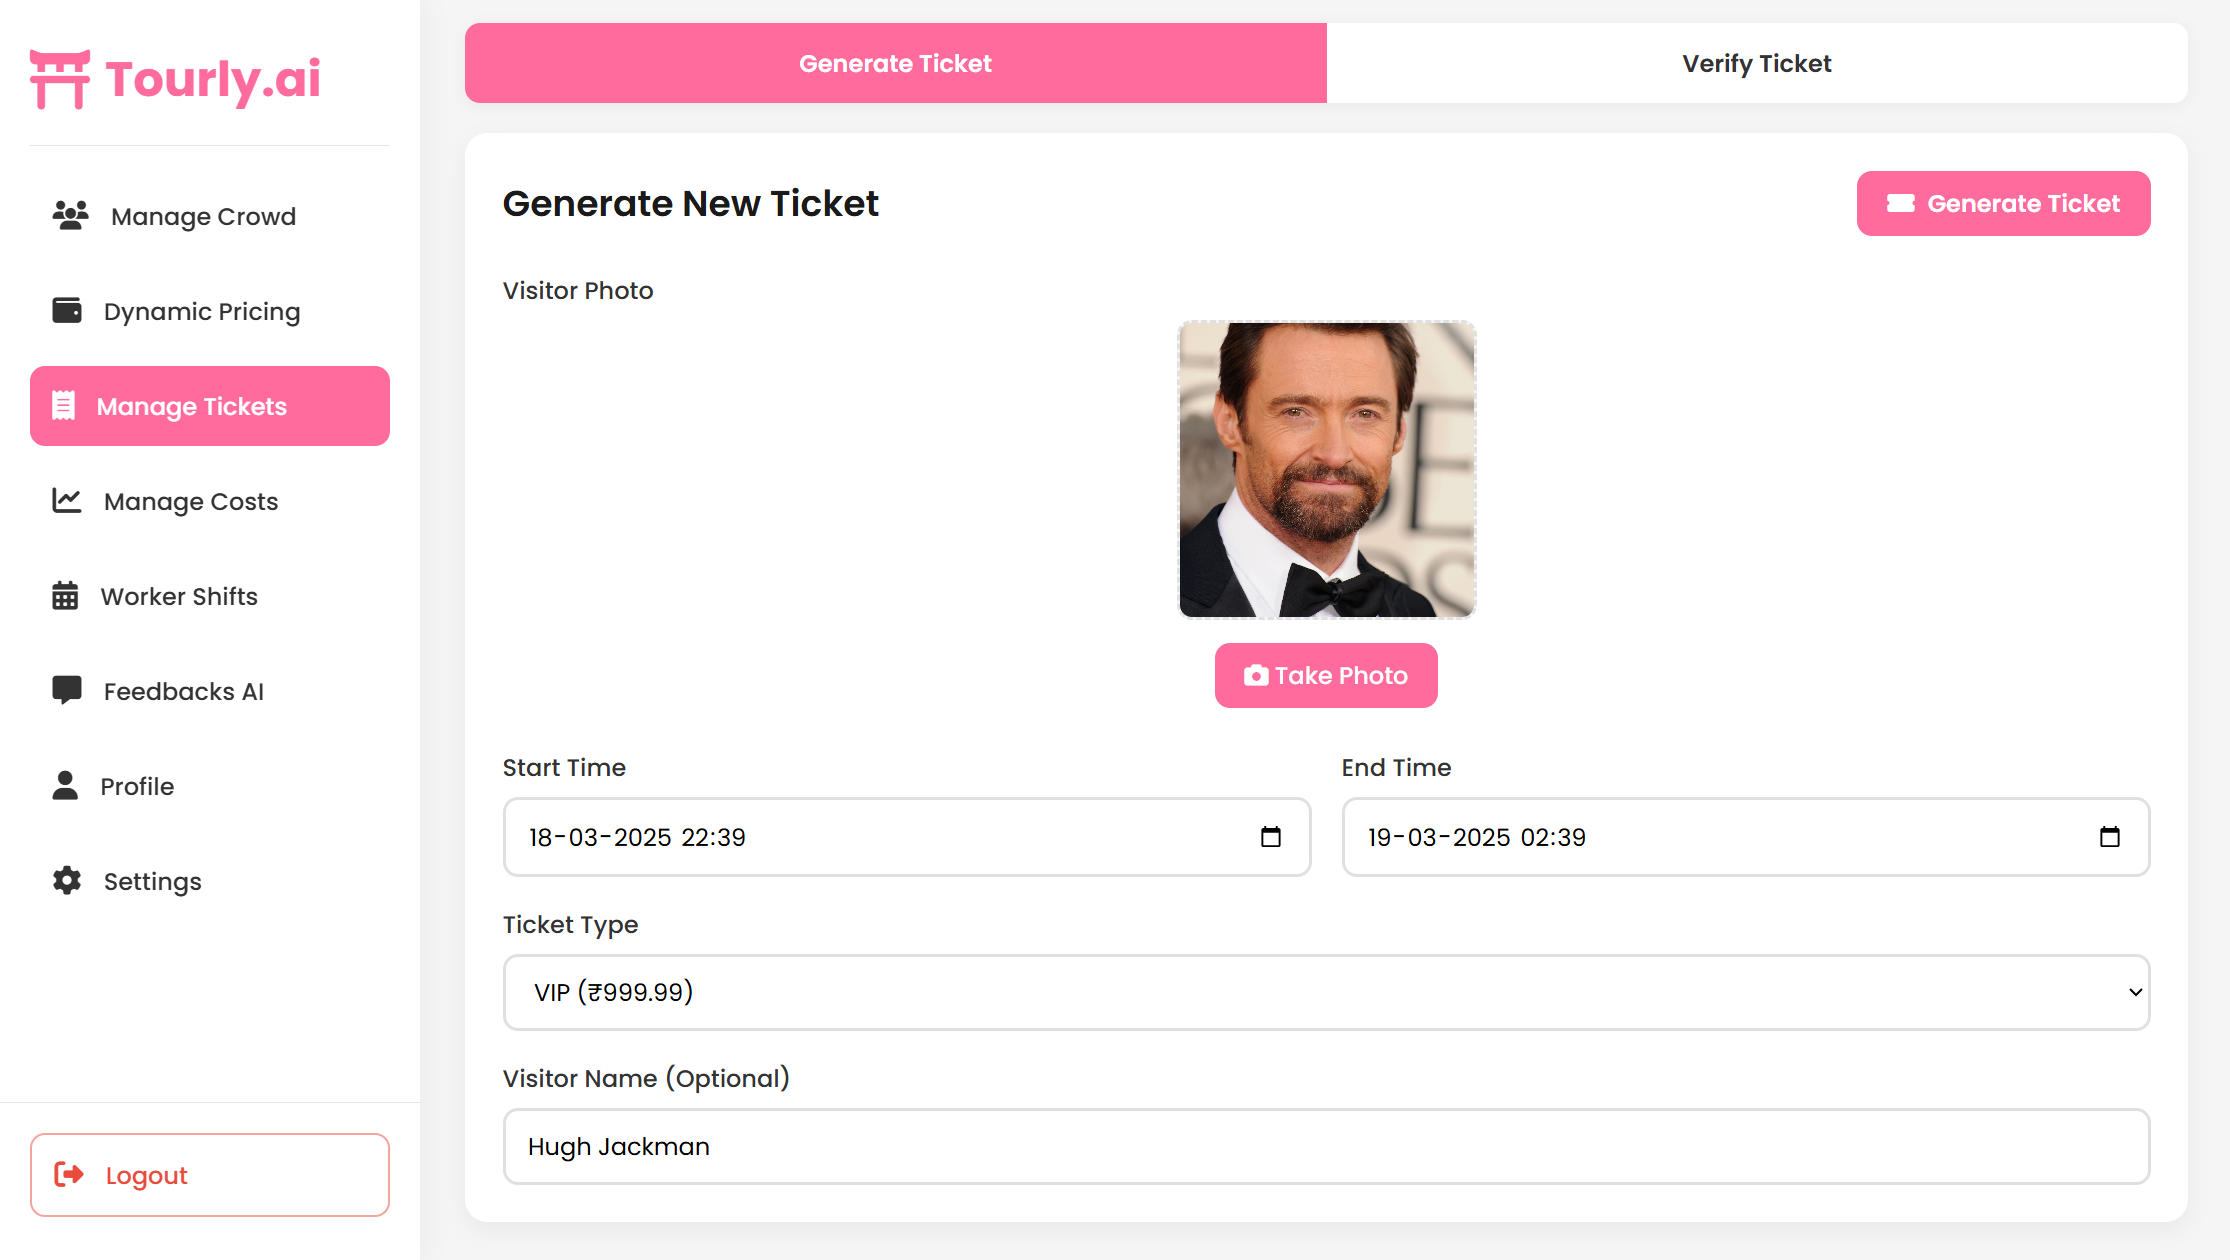 Tourly.ai
Manage Crowd
Dynamic Pricing
Manage Tickets
Manage Costs
Worker Shifts
Feedbacks AI
Profile
Settings
Logout
Generate Ticket
Verify Ticket
Generate New Ticket
Generate Ticket
Visitor Photo
Take Photo
Start Time
End Time
18-03-2025 22:39
19-03-2025 02:39
Ticket Type
VIP (₹999.99)
Visitor Name (Optional)
Hugh Jackman